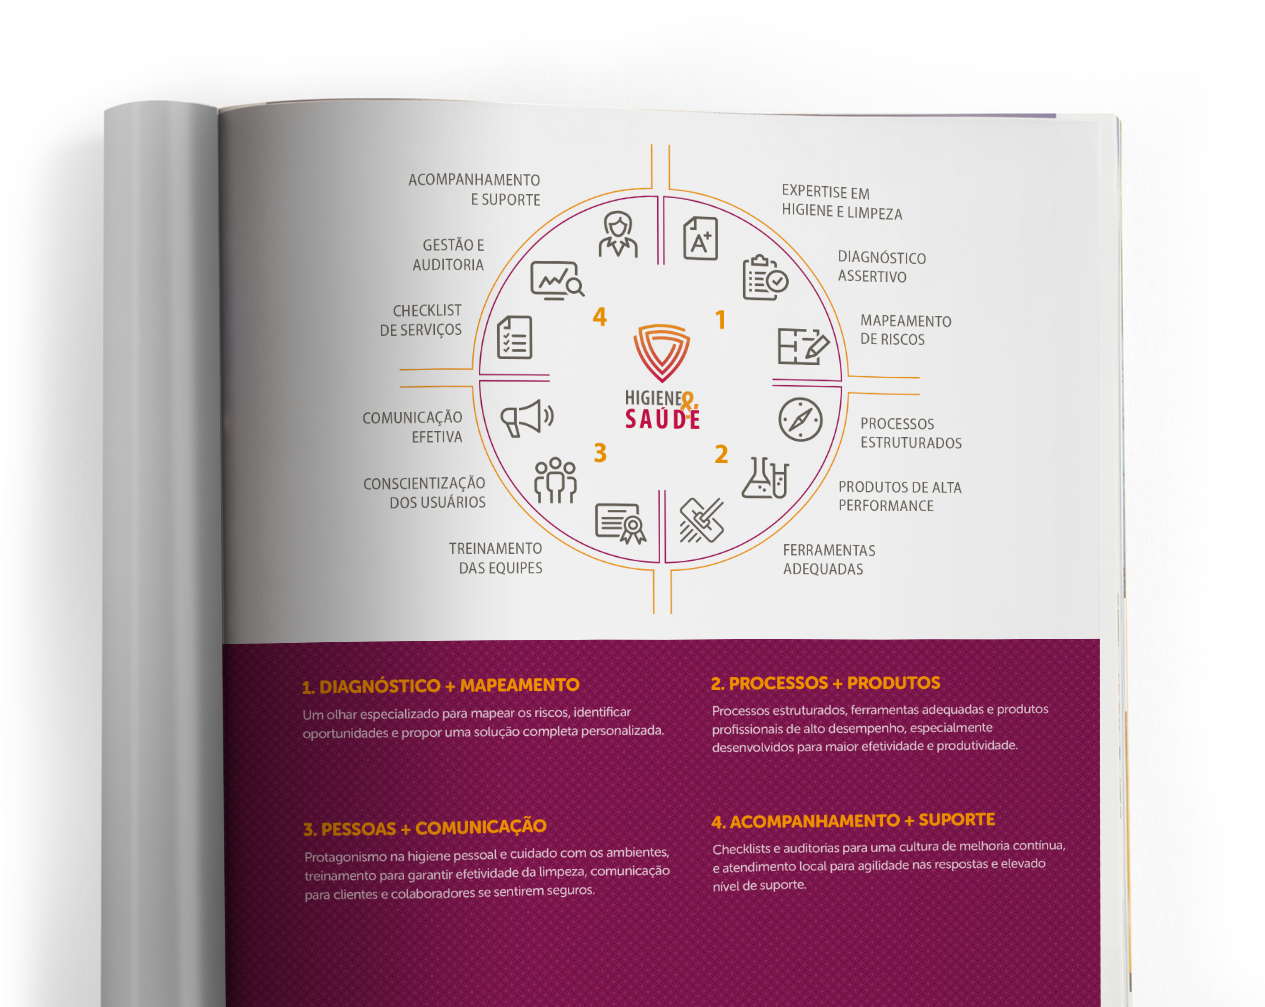 ACOMPANHAMENTO
E SUPORTE
GESTÃO E
AUDITORIA
CHECKLIST
DE SERVIÇOS
COMUNICAÇÃO
EFETIVA
CONSCIENTIZAÇÃO
DOS USUÁRIOS
TREINAMENTO
DAS EQUIPES
EXPERTISE EM
HIGIENE E LIMPEZA
DIAGNÓSTICO
ASSERTIVO
MAPEAMENTO
DE RISCOS
PROCESSOS
ESTRUTURADOS
PRODUTOS DE ALTA
PERFORMANCE
FERRAMENTAS
ADEQUADAS
A+
4
1
HIGIENE&
SAÚDE
3
2
1. DIAGNÓSTICO + MAPEAMENTO
Um olhar especializado para mapear os riscos, identificar
oportunidades e propor uma solução completa personalizada.
2. PROCESSOS + PRODUTOS
Processos estruturados, ferramentas adequadas e produtos
profissionais de alto desempenho, especialmente
desenvolvidos para maior efetividade e produtividade.
3. PESSOAS + COMUNICAÇÃO
Protagonismo na higiene pessoal e cuidado com os ambientes,
treinamento para garantir efetividade da limpeza, comunicação
para clientes e colaboradores se sentirem seguros.
4. ACOMPANHAMENTO + SUPORTE
Checklists e auditorias para uma cultura de melhoria contínua,
e atendimento local para agilidade nas respostas e elevado
nível de suporte.